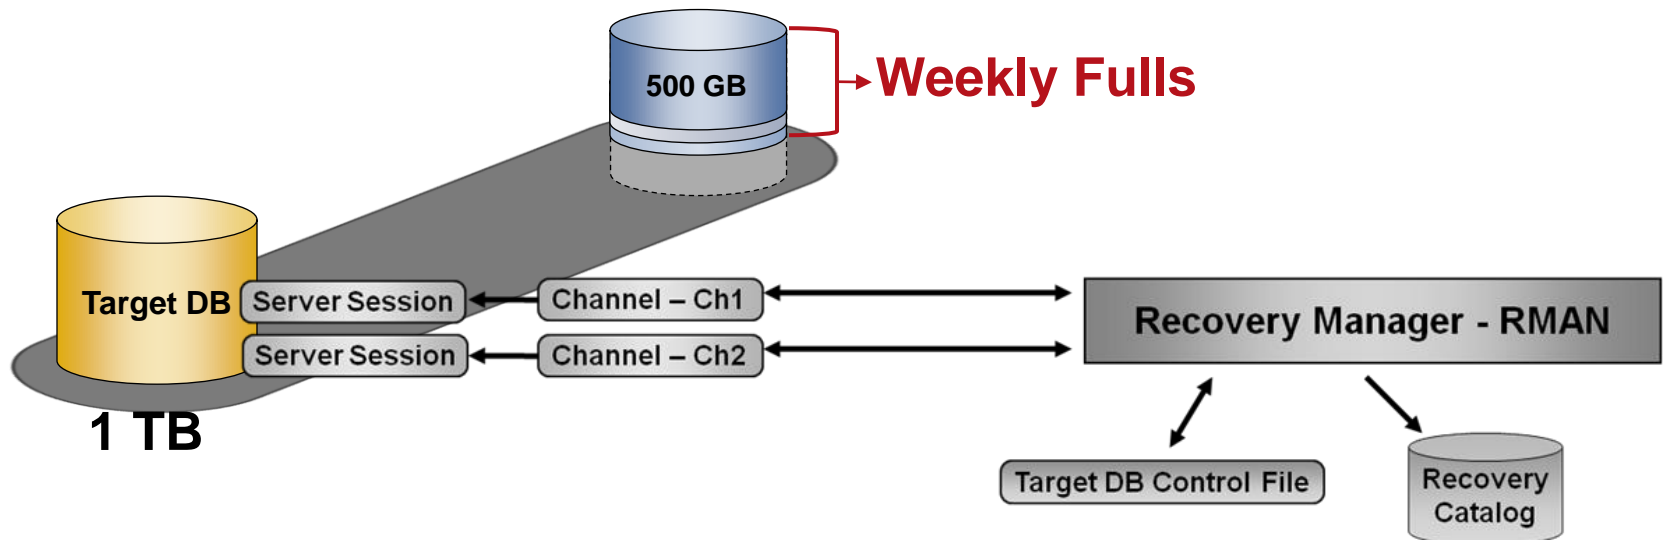 500 GB
Weekly Fulls
Target DB
Server Session
Channel – Ch1
Recovery Manager - RMAN
Server Session
Channel – Ch2
1 TB
Target DB Control File
Recovery
Catalog